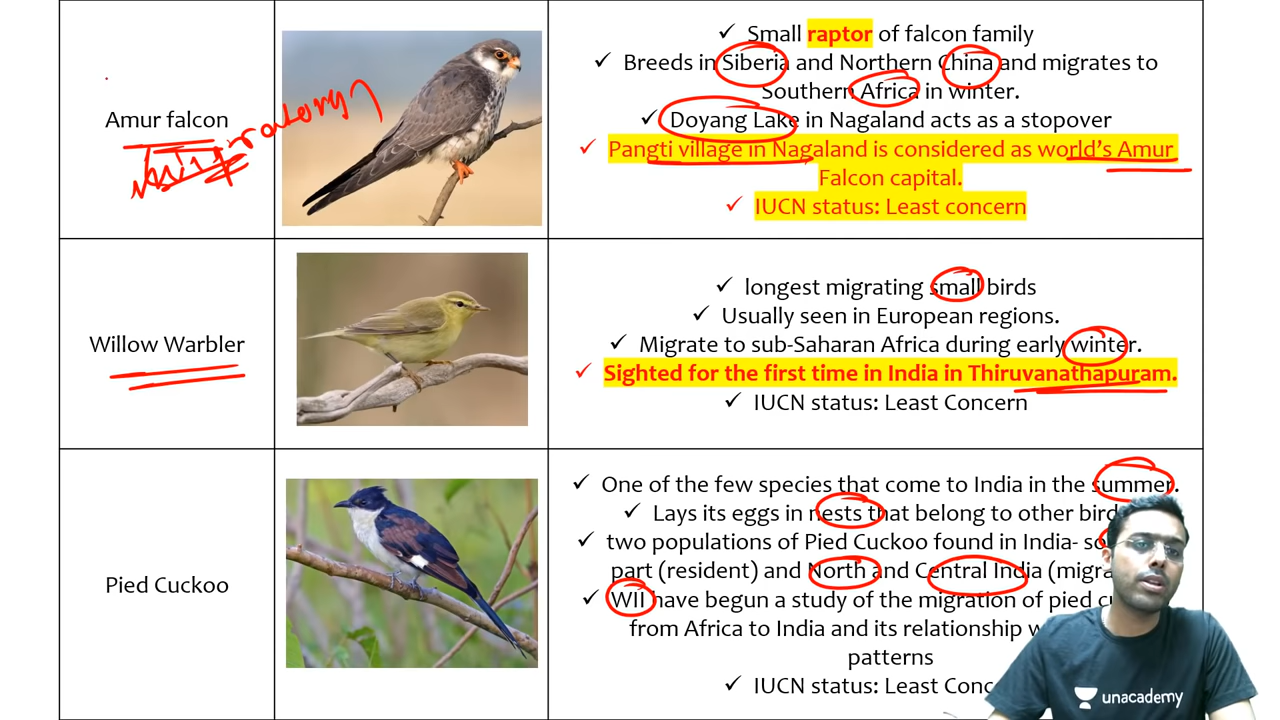 ✓ Small raptor of falcon family
✓ Breeds in Siberia and Northern China and migrates to
Southern Africa in winter.
Amur falcon
migratory
✓ Doyang Lake in Nagaland acts as a stopover
✓ Pangti village in Nagaland is considered as world's Amur
Falcon capital.
✓ IUCN status: Least concern
Willow Warbler
✓ longest migrating small birds
✓ Usually seen in European regions.
✓ Migrate to sub-Saharan Africa during early winter.
✓ Sighted for the first time in India in Thiruvanathapuram.
✓ IUCN status: Least Concern
Pied Cuckoo
✓ One of the few species that come to India in the summer.
✓ Lays its eggs in nests that belong to other bird
✓ two populations of Pied Cuckoo found in India-
part (resident) and North and Central India
✓ WII have begun a study of the migration of pied
from Africa to India and its relationship
patterns
✓ IUCN status: Least
unacademy